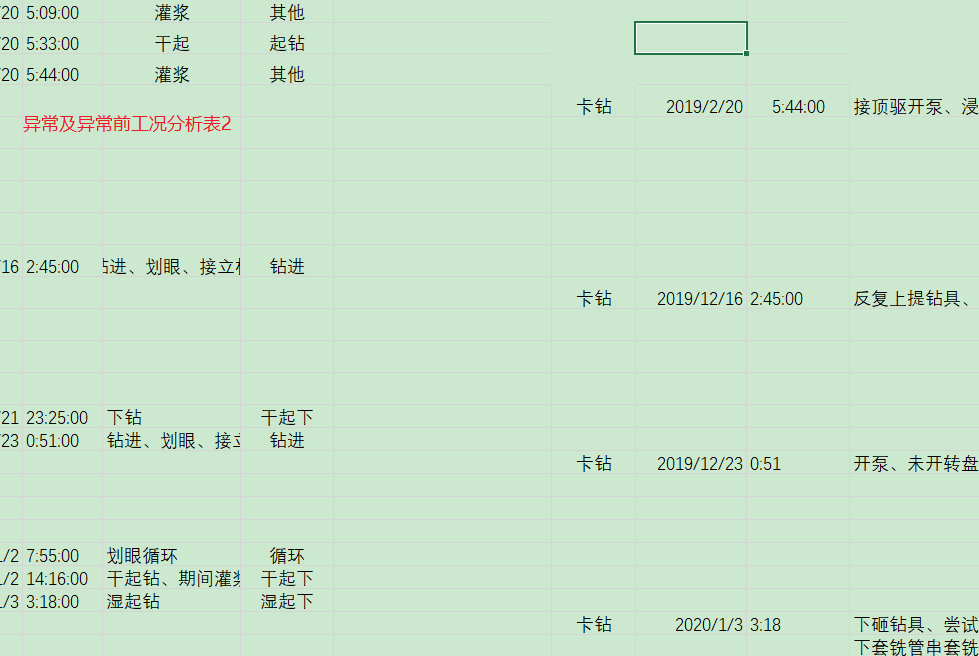 /20 5:09:00 灌浆 其他
/20 5:33:00 干起 起钻
/20 5:44:00 灌浆 其他
卡钻 2019/2/20 5:44:00 接顶驱开泵、浸
异常及异常前工况分析表2
/16 2:45:00 钻进、划眼、接立 钻进
卡钻 2019/12/16 2:45:00 反复上提钻具、
/21 23:25:00 下钻 干起下
/23 0:51:00 钻进、划眼、接立 钻进
卡钻 2019/12/23 0:51 开泵、未开转盘
1/2 7:55:00 划眼循环 循环
1/2 14:16:00 干起钻、期间灌浆 干起下
1/3 3:18:00 湿起钻 湿起下
卡钻 2020/1/3 3:18 下砸钻具、尝试
下套铣管串套铣